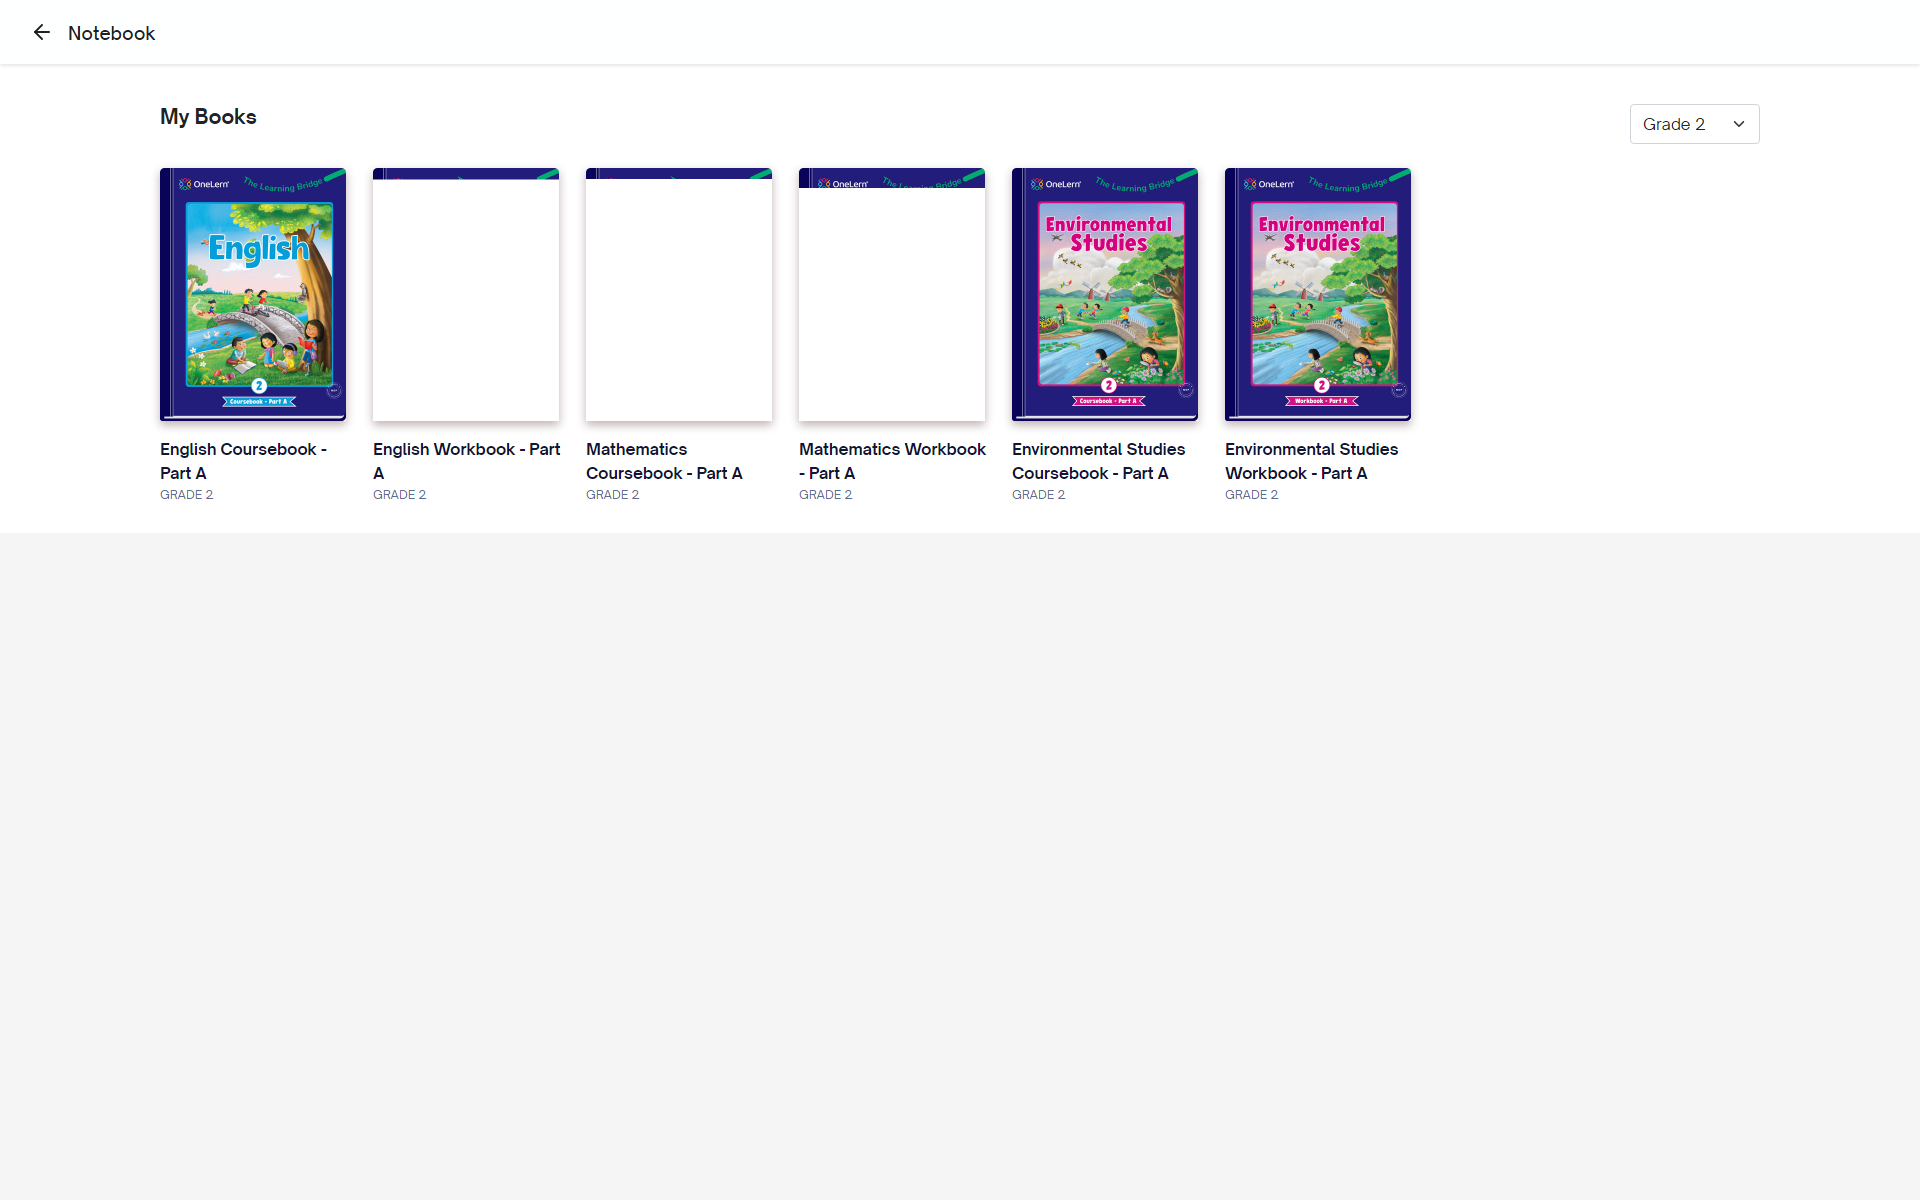 Notebook
My Books
Grade 2
OneLern
The Learning Bridge
English
2
Coursebook - Part A
OneLern
The Learning Bridge
OneLern
The Learning Bridge
Environmental
Studies
2
Coursebook - Part A
OneLern
The Learning Bridge
Environmental
Studies
2
Workbook - Part A
English Coursebook -
Part A
GRADE 2
English Workbook - Part
A
GRADE 2
Mathematics
Coursebook - Part A
GRADE 2
Mathematics Workbook
- Part A
GRADE 2
Environmental Studies
Coursebook - Part A
GRADE 2
Environmental Studies
Workbook - Part A
GRADE 2